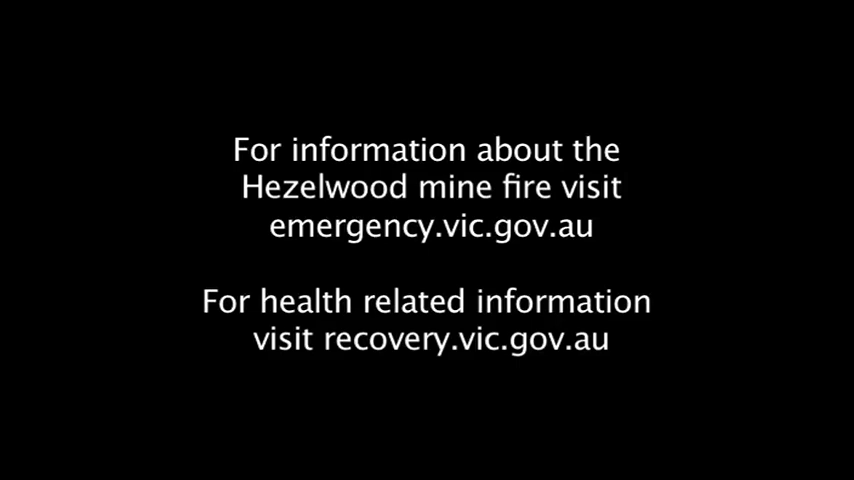 For information about the
Hezelwood mine fire visit
emergency.vic.gov.au
For health related information
visit recovery.vic.gov.au